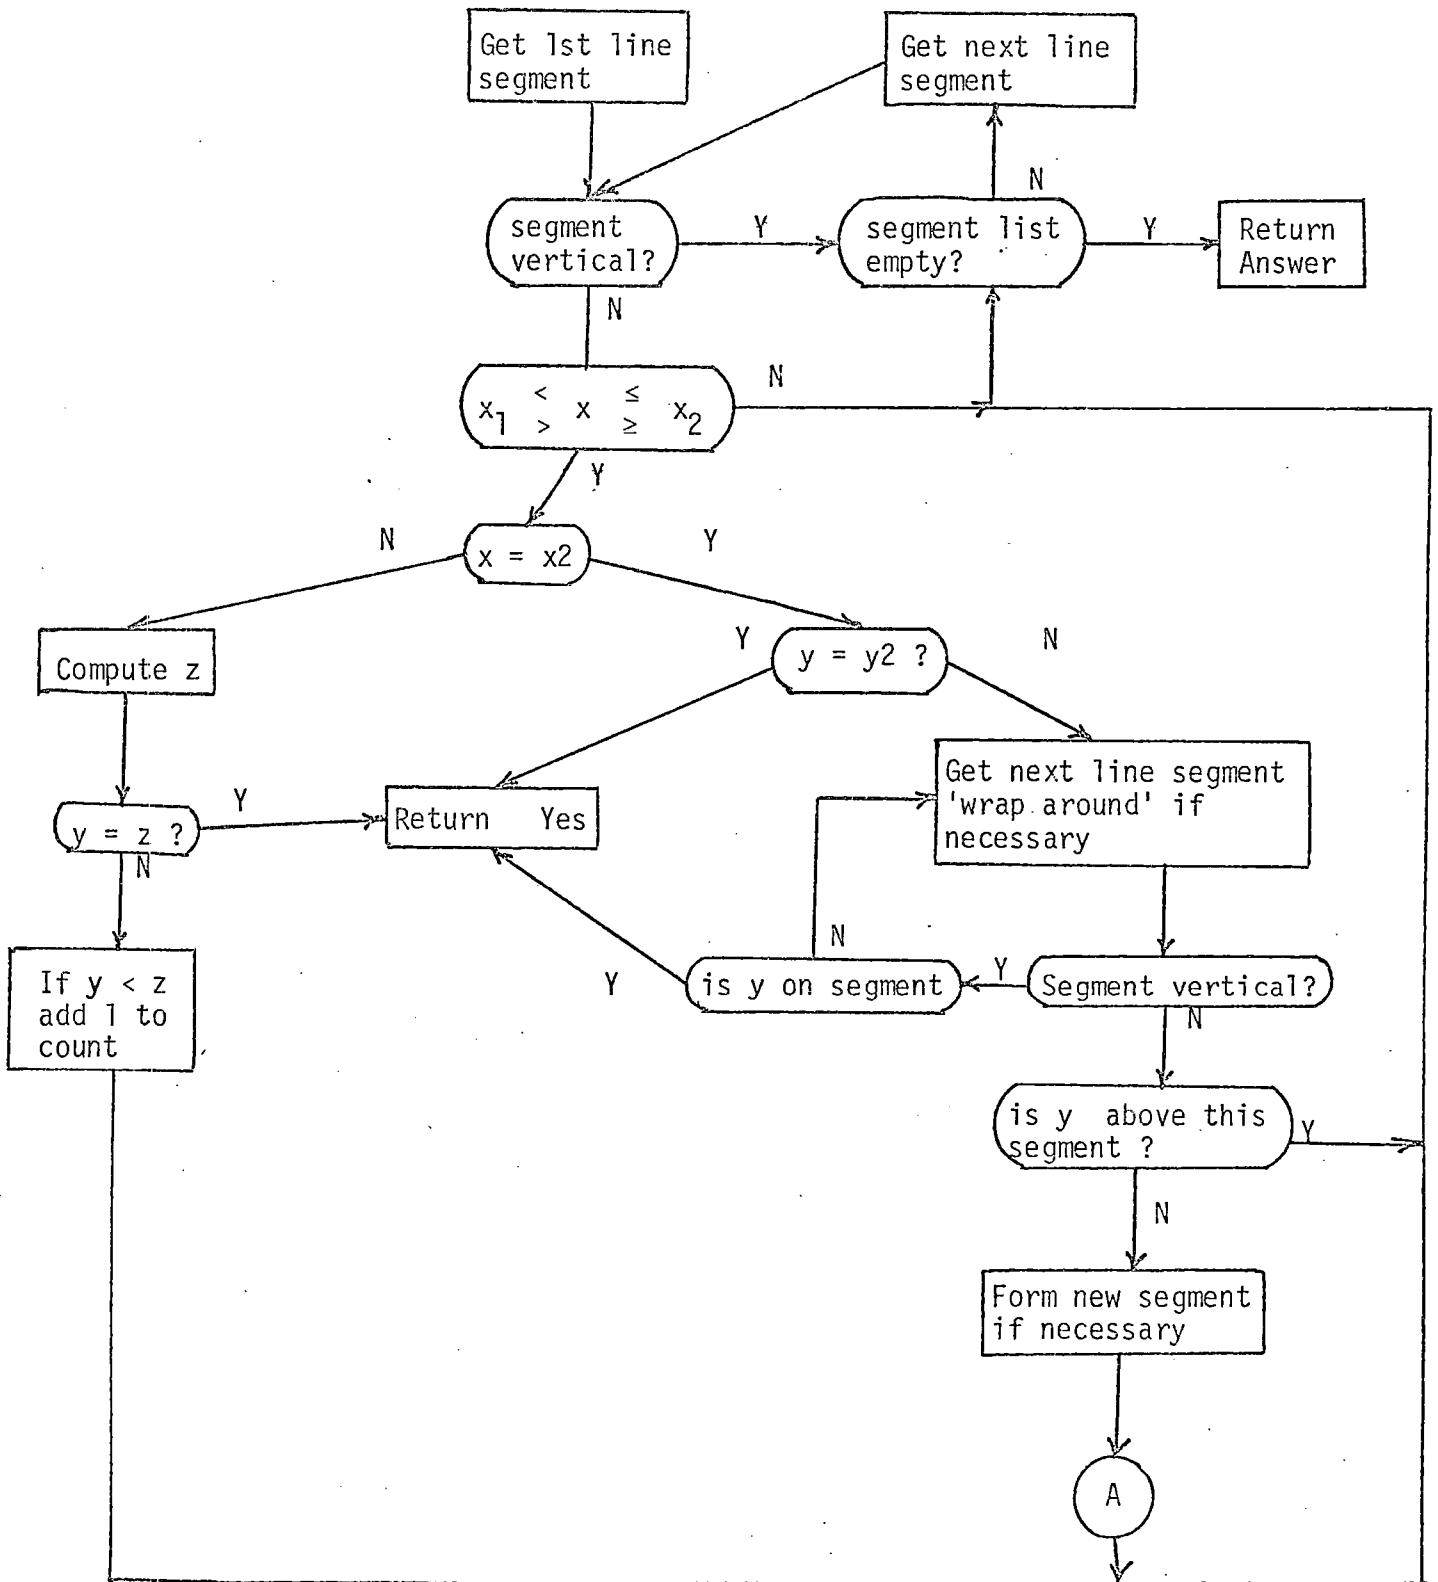 Get 1st line
segment
Get next line
segment
N
segment
vertical?
Y
segment list
empty?
Y
Return
Answer
N
x1 < > x ≤ ≥ x2
N
Y
N
x = x2
Y
Compute z
Y
y = y2 ?
N
Get next line segment
'wrap around' if
necessary
y = z ?
Y
Return Yes
N
N
If y < z
add 1 to
count
Y
is y on segment
Y
Segment vertical?
N
is y above this
segment ?
Y
N
Form new segment
if necessary
A